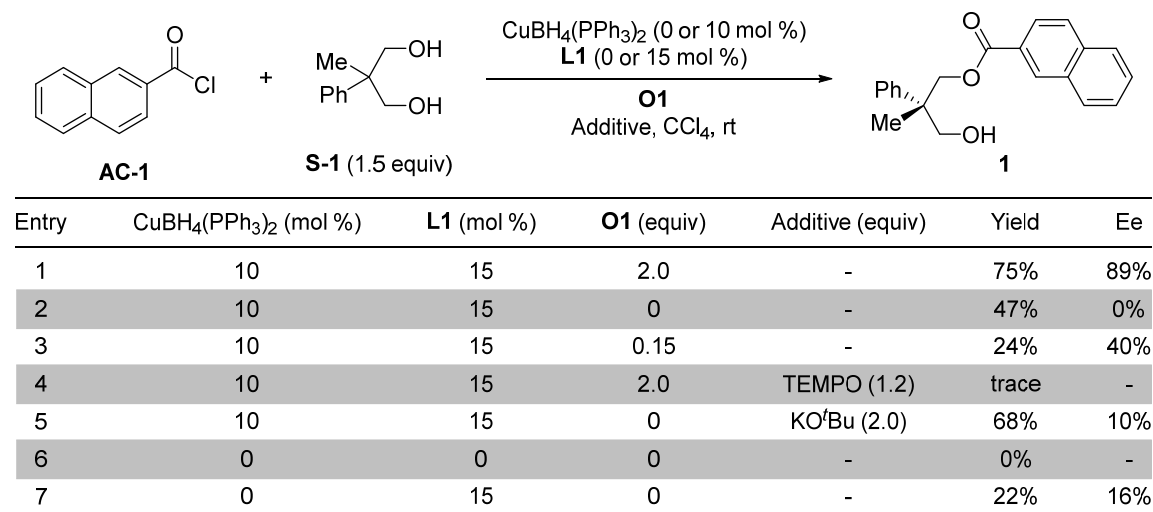 O
Cl
AC-1
+
Me
Ph
OH
OH
S-1 (1.5 equiv)
CuBH4(PPh3)2 (0 or 10 mol %)
L1 (0 or 15 mol %)
O1
Additive, CCl4, rt
O
O
Ph
Me
OH
1
Entry CuBH4(PPh3)2 (mol %) L1 (mol %) O1 (equiv) Additive (equiv) Yield Ee
1 10 15 2.0 - 75% 89%
2 10 15 0 - 47% 0%
3 10 15 0.15 - 24% 40%
4 10 15 2.0 TEMPO (1.2) trace -
5 10 15 0 KOtBu (2.0) 68% 10%
6 0 0 0 - 0% -
7 0 15 0 - 22% 16%